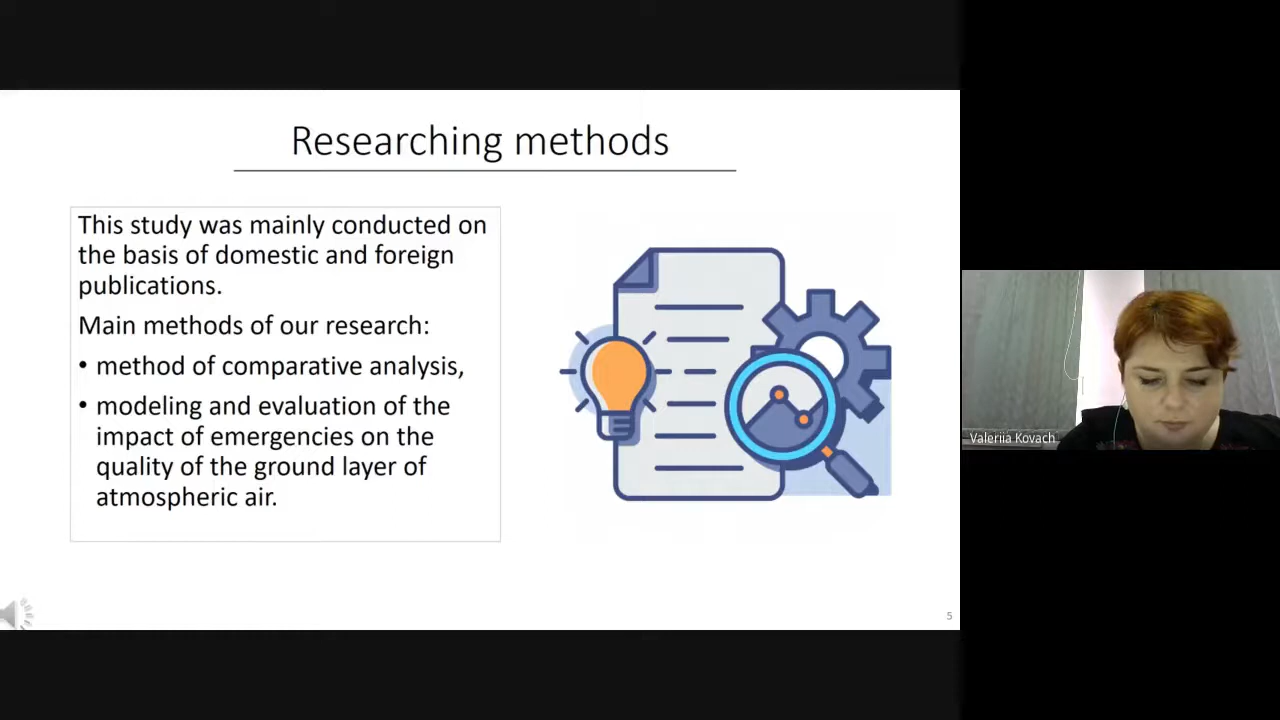 Researching methods
This study was mainly conducted on
the basis of domestic and foreign
publications.
Main methods of our research:
• method of comparative analysis,
• modeling and evaluation of the
impact of emergencies on the
quality of the ground layer of
atmospheric air.
5
Valeriia Kovach